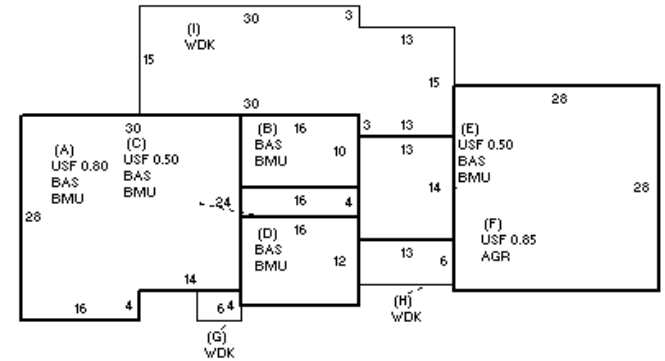 30
3
(I)
WDK
13
15
15
30
28
30
(B)
16
BAS
BMU
10
3
13
(A)
USF 0.80
BAS
BMU
(C)
USF 0.50
BAS
BMU
13
(E)
USF 0.50
BAS
BMU
28
24
16
4
14
28
(D)
16
BAS
BMU
12
(F)
USF 0.85
AGR
13
6
14
16
4
6
4
(H)
WDK
(G)
WDK